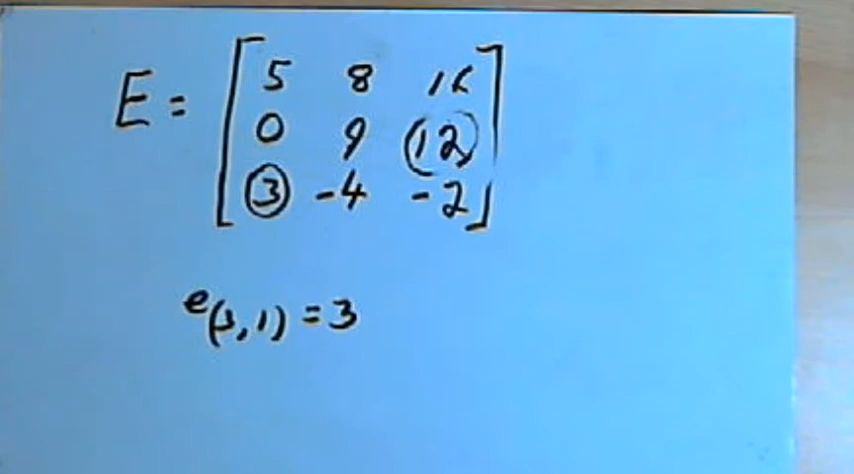 E = [ 5 8 16
0 9 12
3 -4 -2 ]
e(3,1) = 3